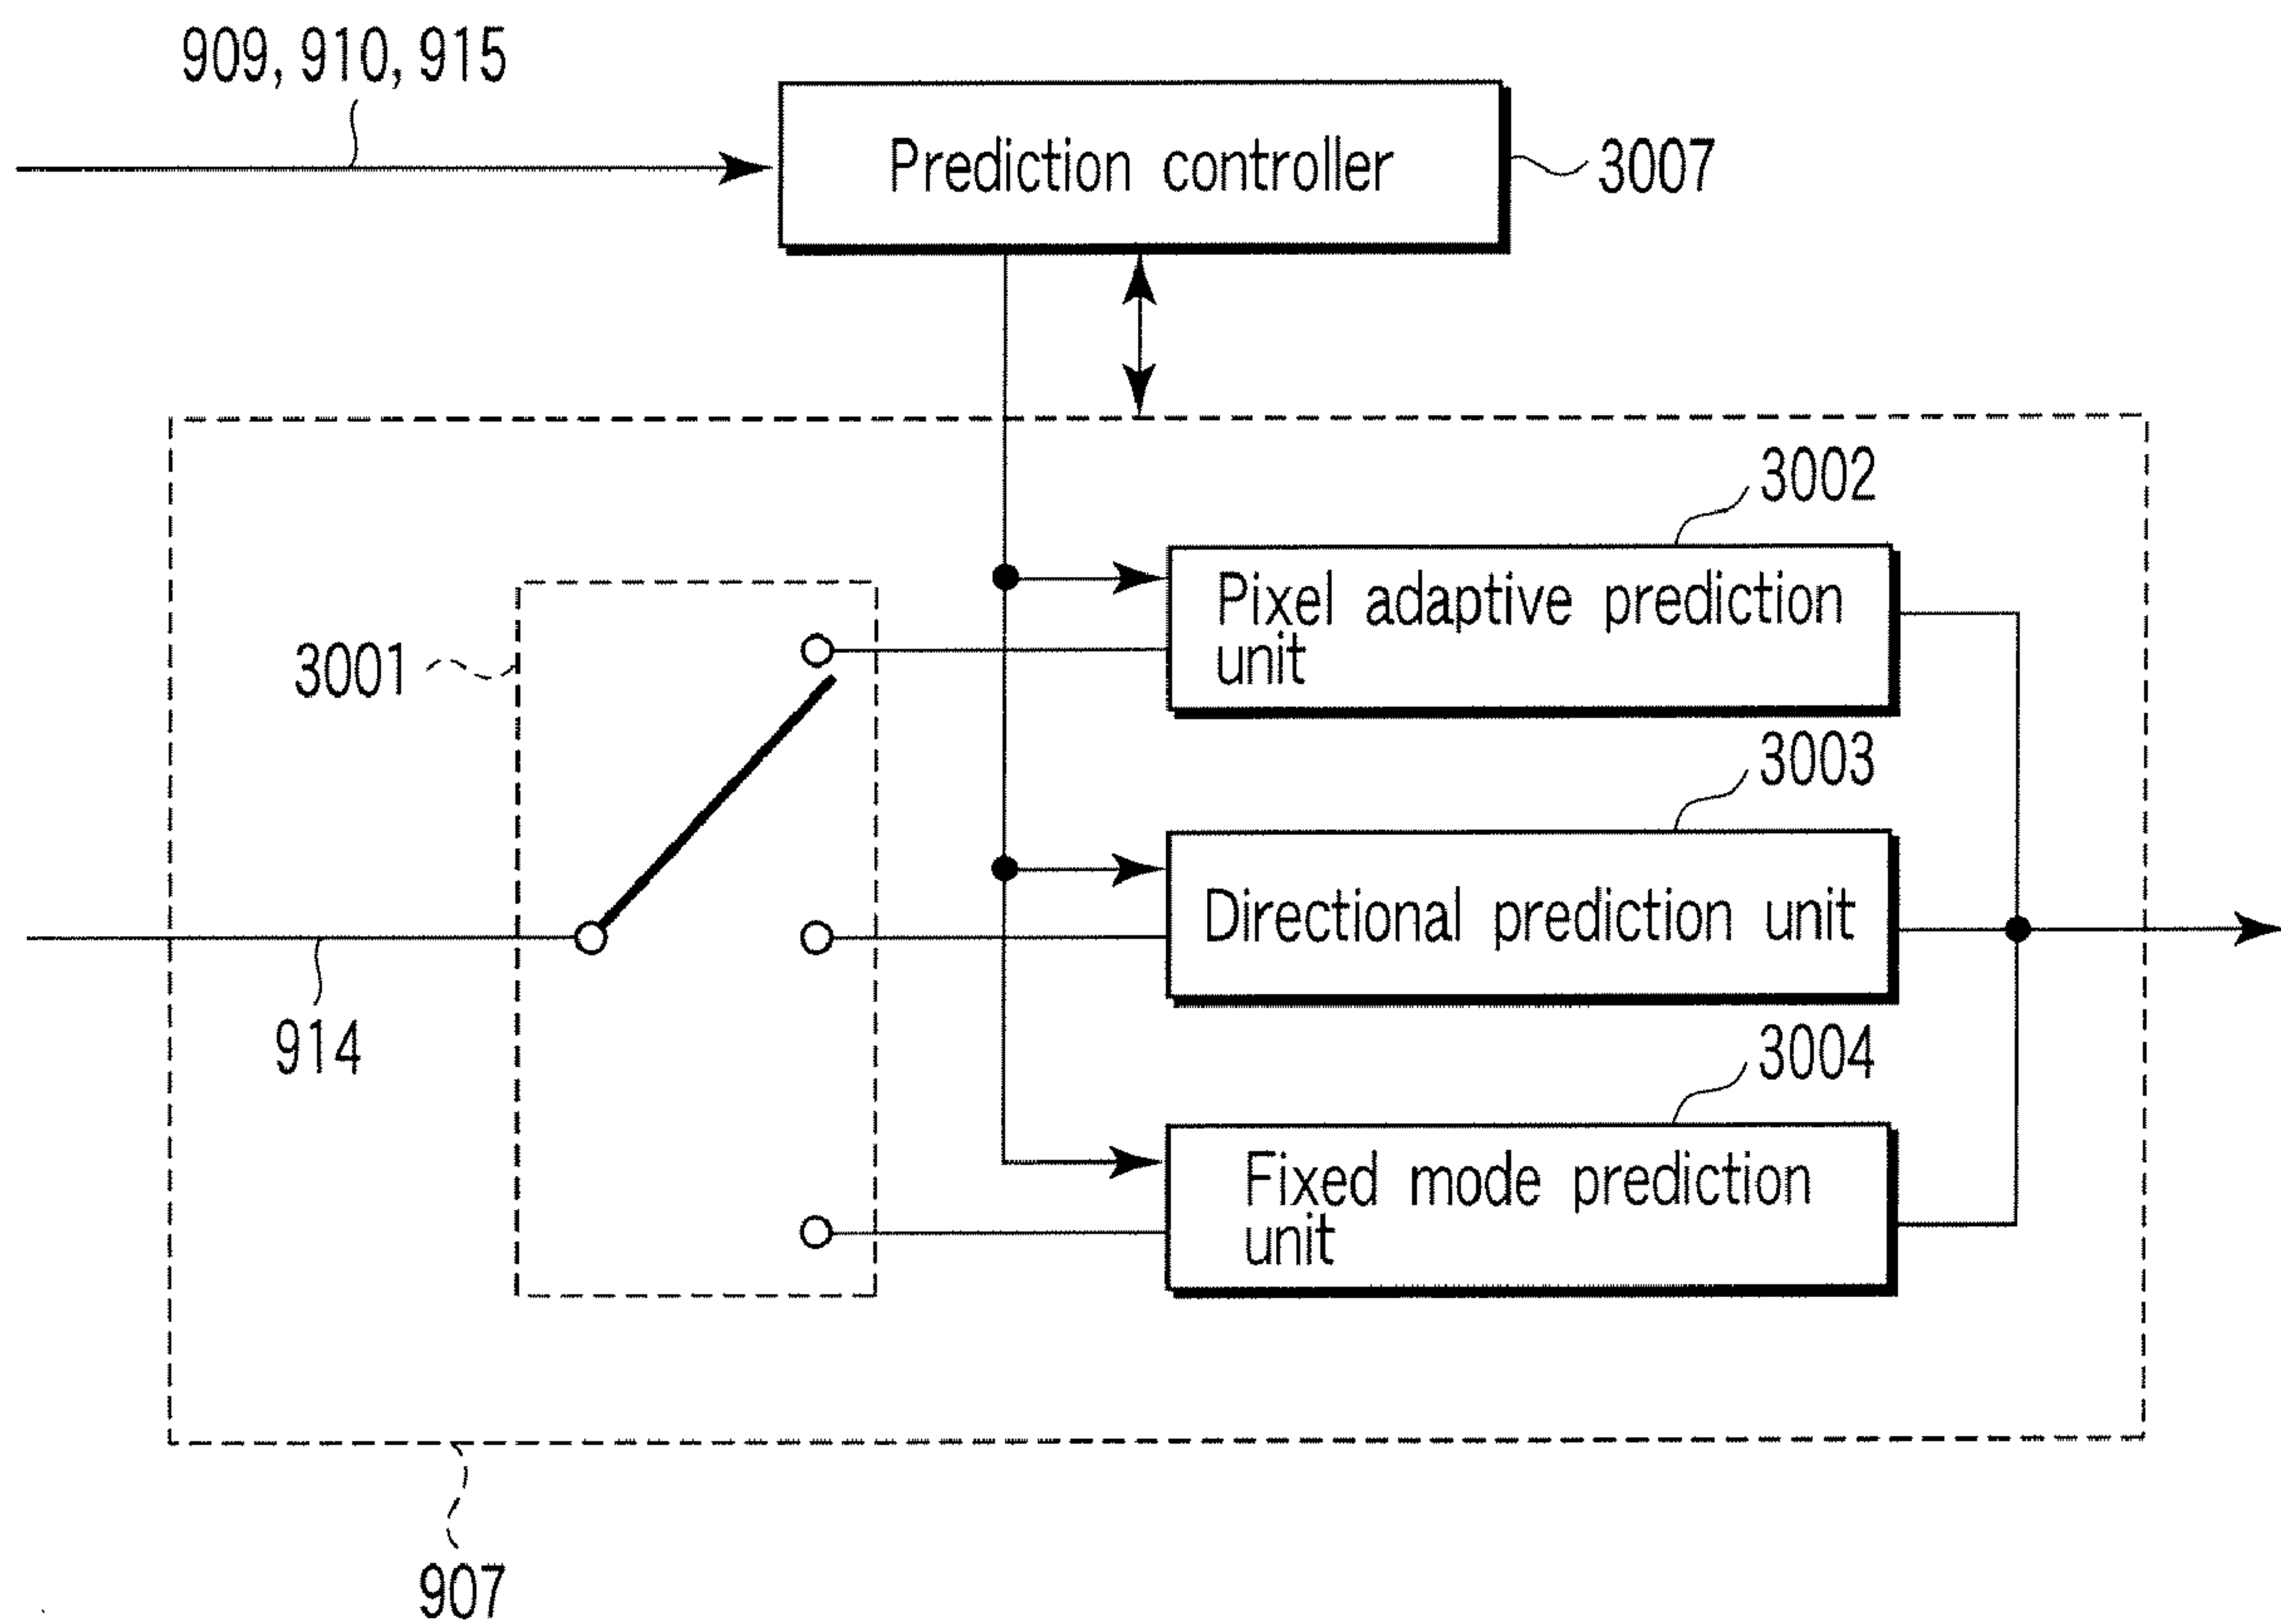 909, 910, 915
Prediction controller
3007
3002
Pixel adaptive prediction
unit
3001
3003
Directional prediction unit
914
3004
Fixed mode prediction
unit
907